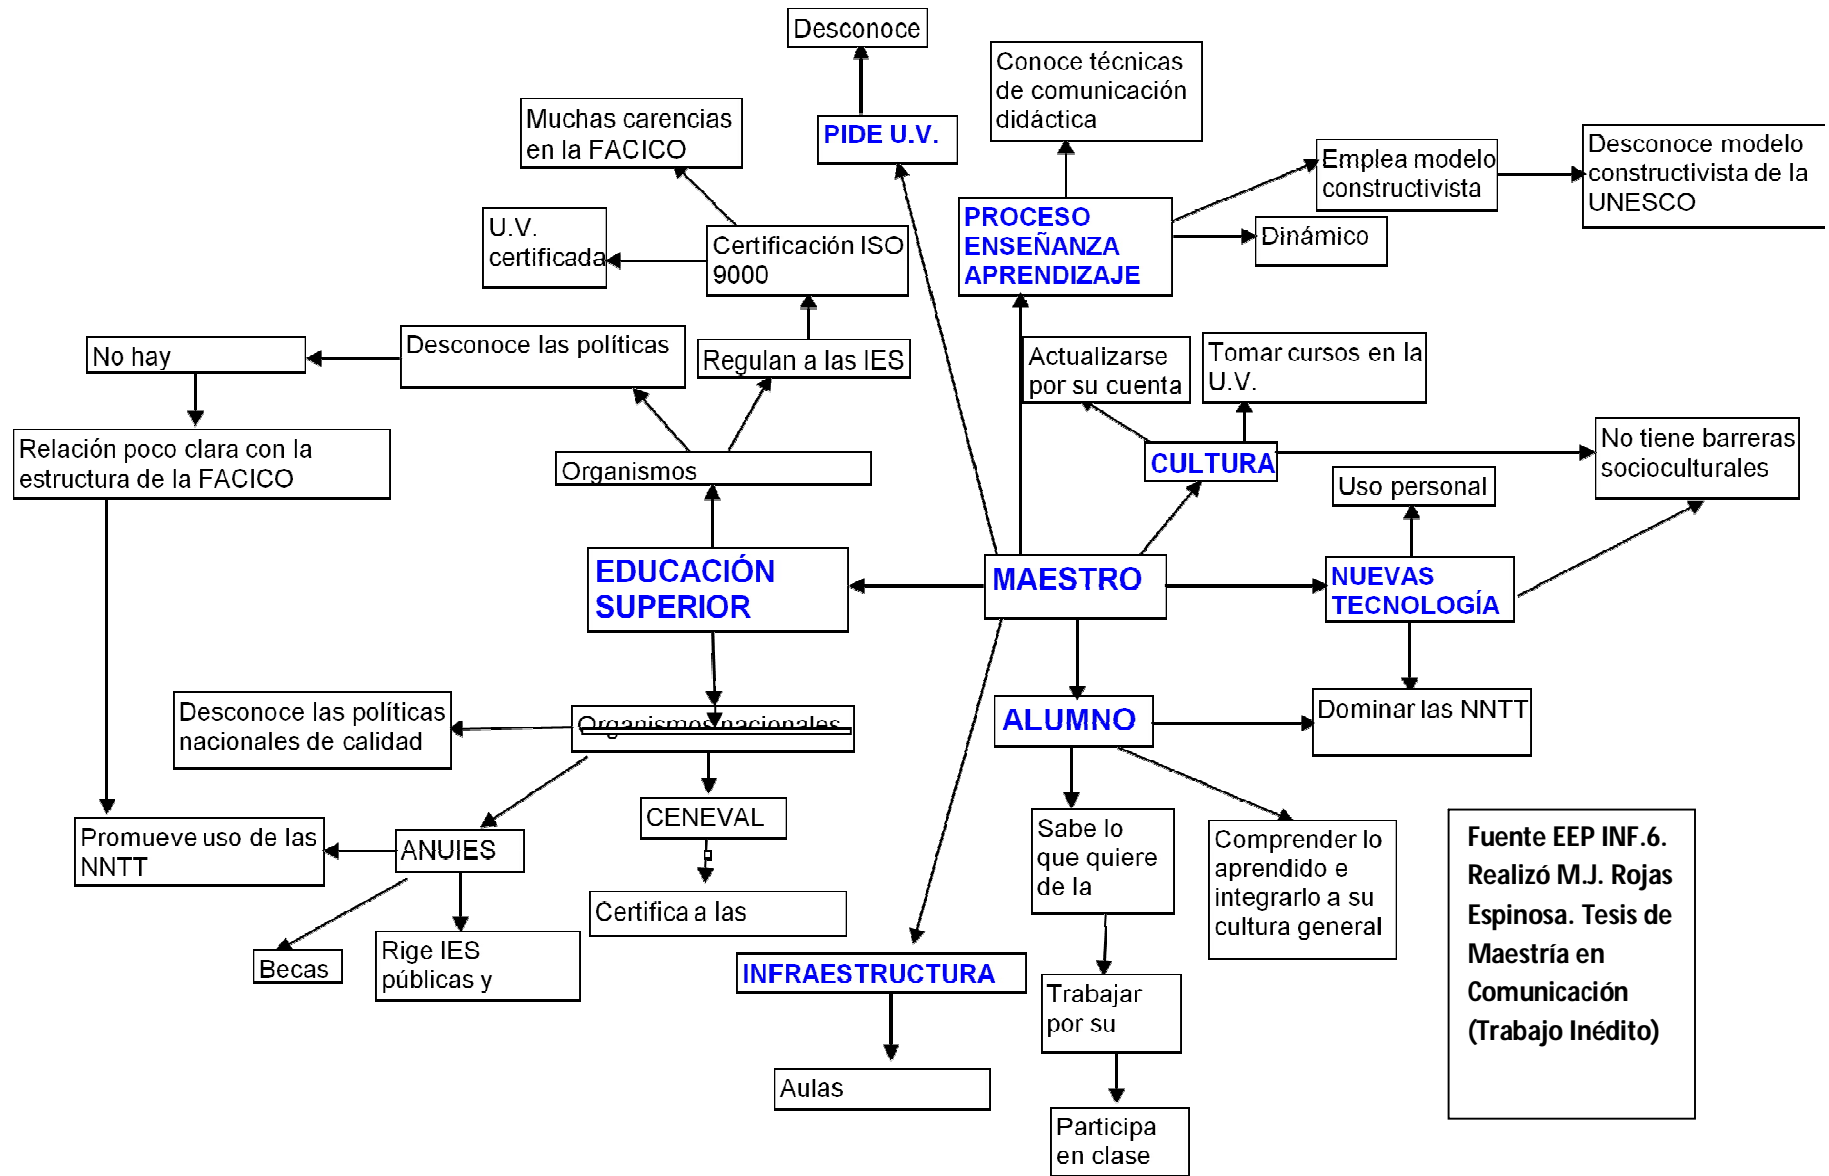 Desconoce
Conoce técnicas
de comunicación
didáctica
Muchas carencias
en la FACICO
PIDE U.V.
Emplea modelo
constructivista
Desconoce modelo
constructivista de la
UNESCO
PROCESO
ENSEÑANZA
APRENDIZAJE
Dinámico
U.V.
certificada
Certificación ISO
9000
No hay
Desconoce las políticas
Regulan a las IES
Actualizarse
por su cuenta
Tomar cursos en la
U.V.
Relación poco clara con la
estructura de la FACICO
Organismos
CULTURA
No tiene barreras
socioculturales
Uso personal
EDUCACIÓN
SUPERIOR
MAESTRO
NUEVAS
TECNOLOGÍA
Desconoce las políticas
nacionales de calidad
Organismos nacionales
ALUMNO
Dominar las NNTT
Promueve uso de las
NNTT
ANUIES
CENEVAL
Sabe lo
que quiere
de la
Comprender lo
aprendido e
integrarlo a su
cultura general
Fuente EEP INF.6.
Realizó M.J. Rojas
Espinosa. Tesis de
Maestría en
Comunicación
(Trabajo Inédito)
Becas
Rige IES
públicas y
Certifica a las
INFRAESTRUCTURA
Trabajar
por su
Aulas
Participa
en clase